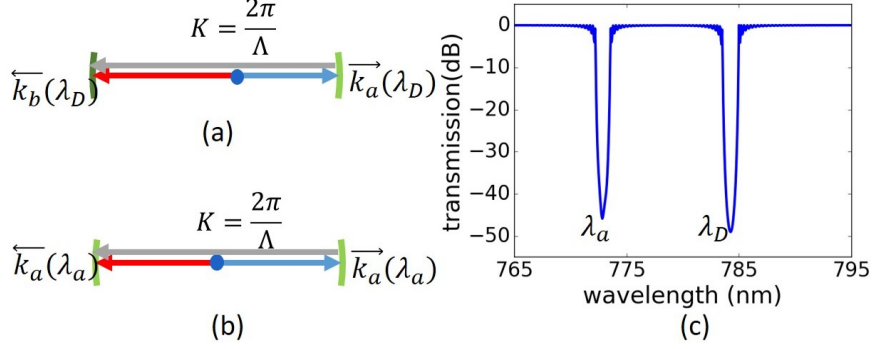 K = 2π/Λ
←k_b(λ_D)
→k_a(λ_D)
(a)
K = 2π/Λ
←k_a(λ_a)
→k_a(λ_a)
(b)
transmission(dB)
0
−10
−20
−30
−40
−50
λ_a
λ_D
765
775
785
795
wavelength (nm)
(c)